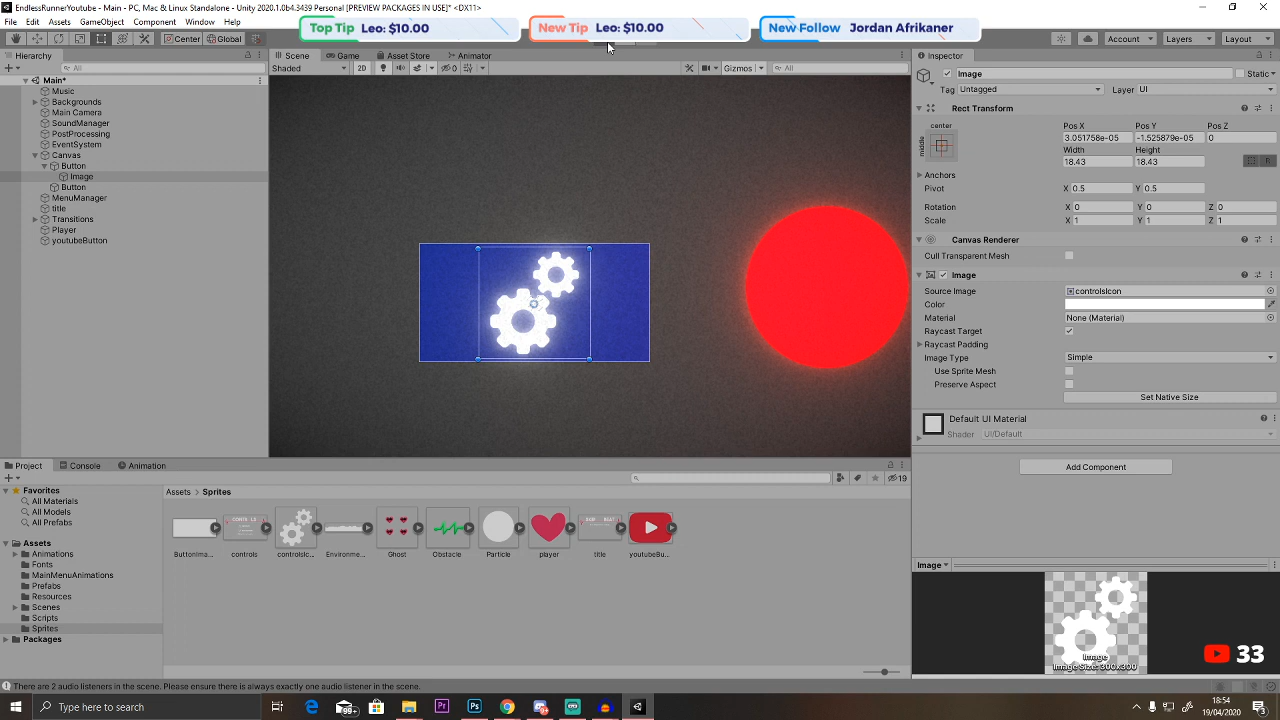 EndlessRunnerYoutube - Main - PC, Mac & Linux Standalone - Unity 2020.1.0b4.3439 Personal [PREVIEW PACKAGES IN USE]* <DX11>
Top Tip Leo: $10.00
New Tip Leo: $10.00
New Follow Jordan Afrikaner
Center Global Account Layers Layout
Hierarchy Scene Game Asset Store Animator Inspector
All Shaded 2D 0 Gizmos All
Main*
Music
Backgrounds
Main Camera
SoundManager
PostProcessing
EventSystem
Canvas
Button
Image
Button
MenuManager
title
Transitions
Player
youtubeButton
Image Static
Tag Untagged Layer UI
Rect Transform
center
middle
Pos X Pos Y Pos Z
3.051758e-05 -1.525879e-05 0
Width Height
18.43 18.43 R
Anchors
Pivot X 0.5 Y 0.5
Rotation X 0 Y 0 Z 0
Scale X 1 Y 1 Z 1
Canvas Renderer
Cull Transparent Mesh
Image
Source Image controlsIcon
Color
Material None (Material)
Raycast Target
Raycast Padding
Image Type Simple
Use Sprite Mesh
Preserve Aspect
Set Native Size
Default UI Material
Shader UI/Default
Add Component
Project Console Animation
19
Favorites
All Materials
All Models
All Prefabs
Assets
Animations
Fonts
MainMenuAnimations
Prefabs
Resources
Scenes
Scripts
Sprites
Packages
Assets > Sprites
ButtonIma... controls controlsIc... Environme... Ghost Obstacle Particle player title youtubeBu...
Image
Image
Image Size: 300x300
33
There are 2 audio listeners in the scene. Please ensure there is always exactly one audio listener in the scene.
Type here to search
18:54
19/04/2020